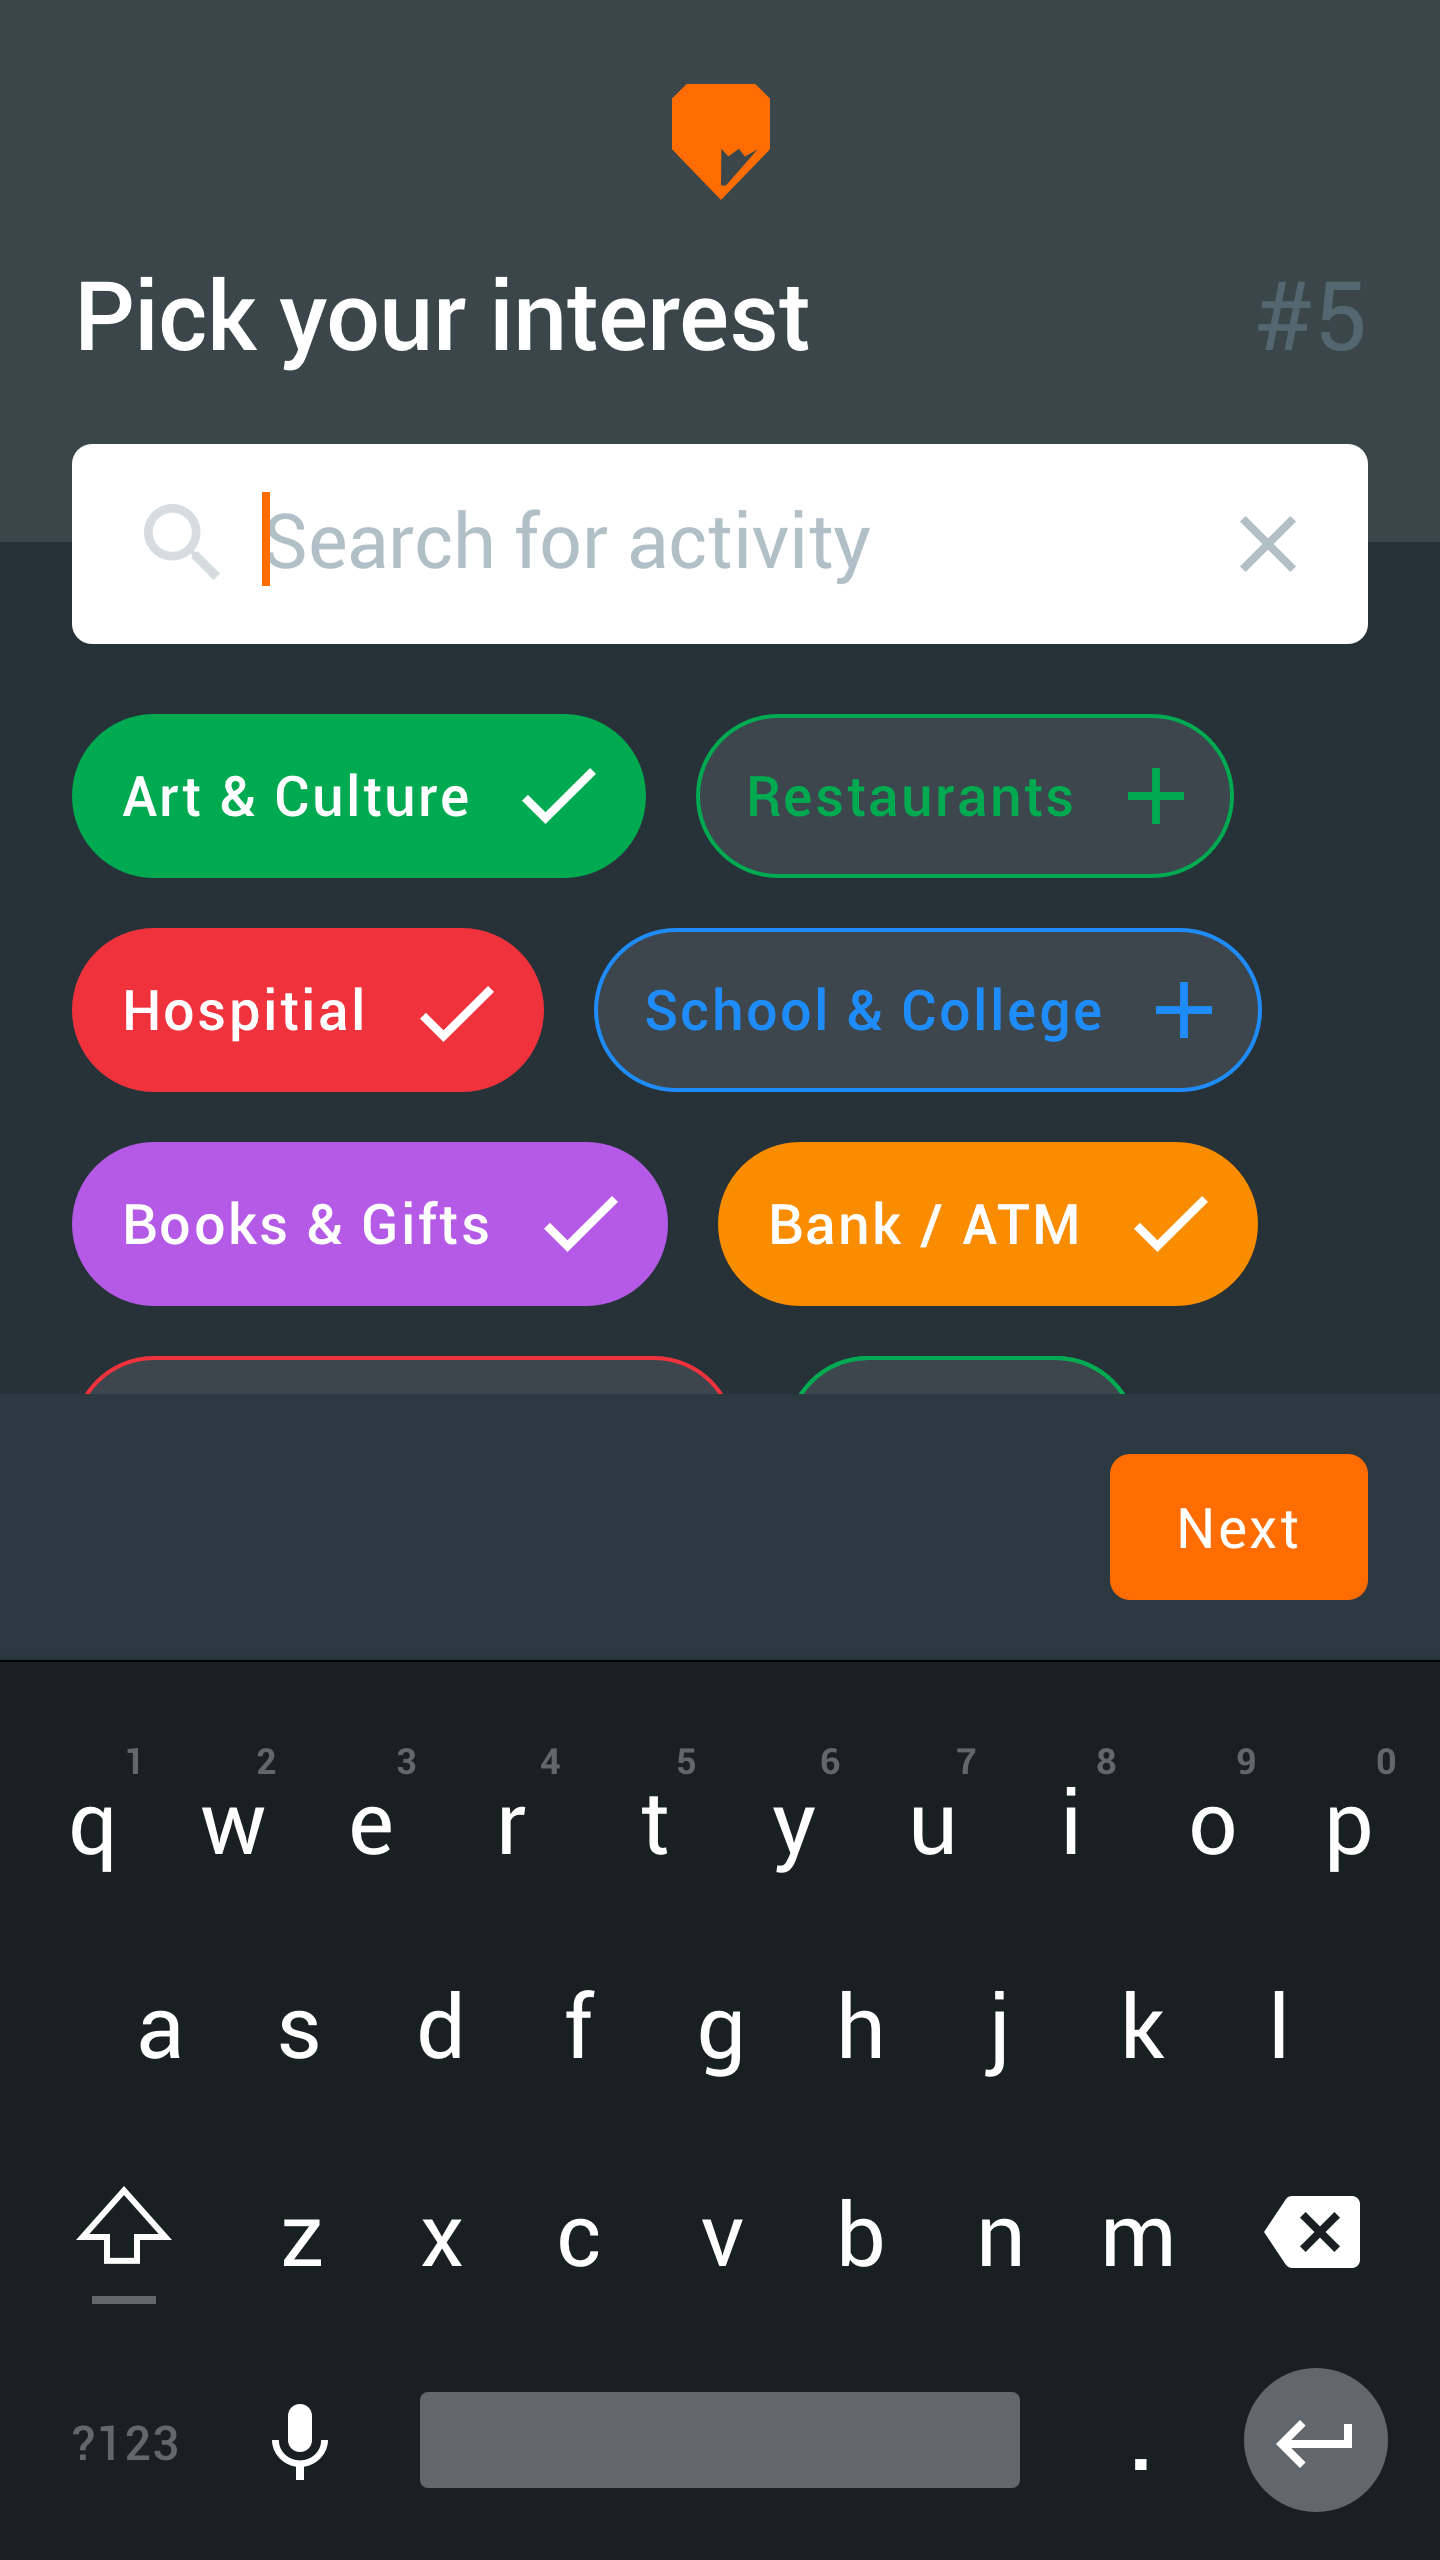 Pick your interest #5
Search for activity
Art & Culture Restaurants
Hospitial School & College
Books & Gifts Bank / ATM
Next
1 2 3 4 5 6 7 8 9 0
q w e r t y u i o p
a s d f g h j k l
z x c v b n m
?123 .